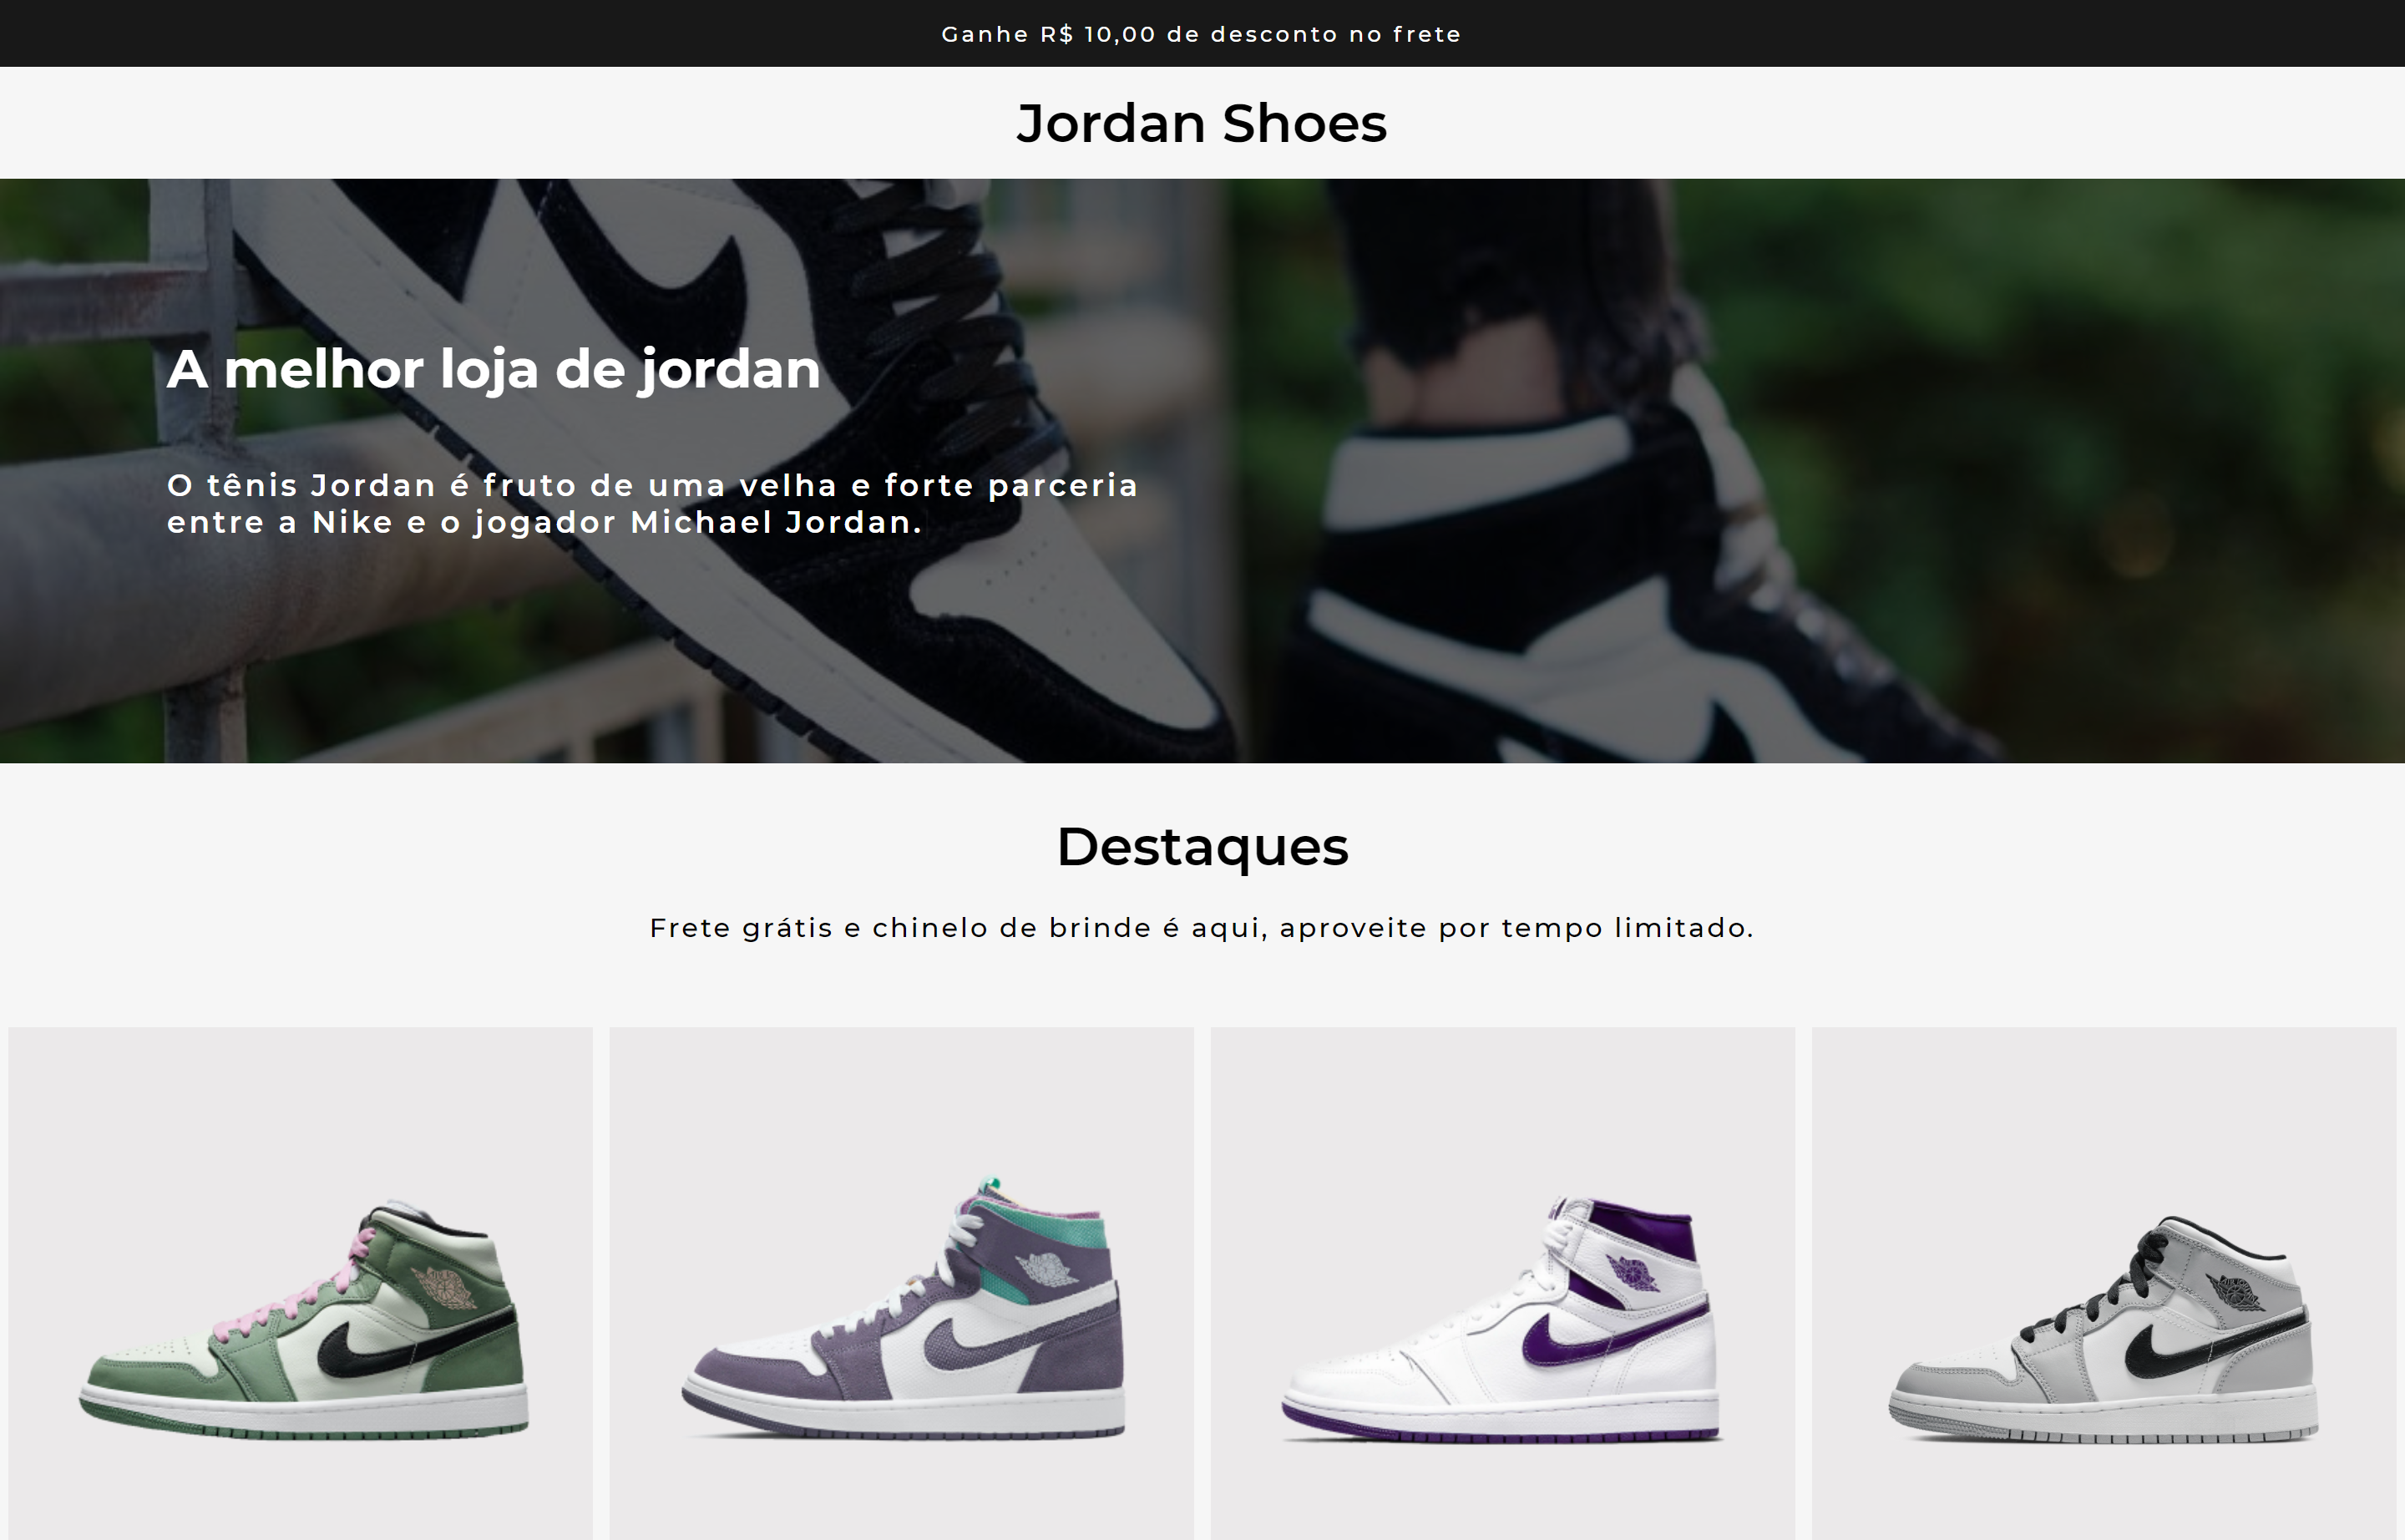 Ganhe R$ 10,00 de desconto no frete
Jordan Shoes
A melhor loja de jordan
O tênis Jordan é fruto de uma velha e forte parceria
entre a Nike e o jogador Michael Jordan.
Destaques
Frete grátis e chinelo de brinde é aqui, aproveite por tempo limitado.